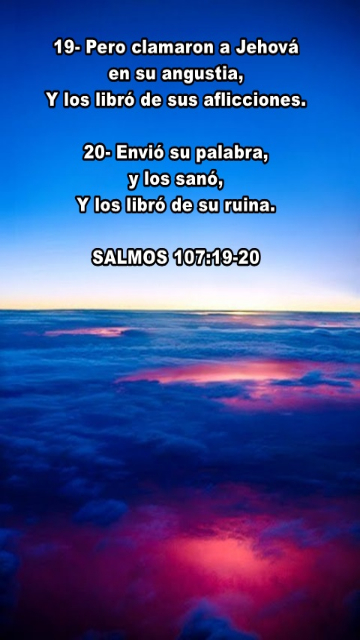 19- Pero clamaron a Jehová
en su angustia,
Y los libró de sus aflicciones.
20- Envió su palabra,
y los sanó,
Y los libró de su ruina.
SALMOS 107:19-20